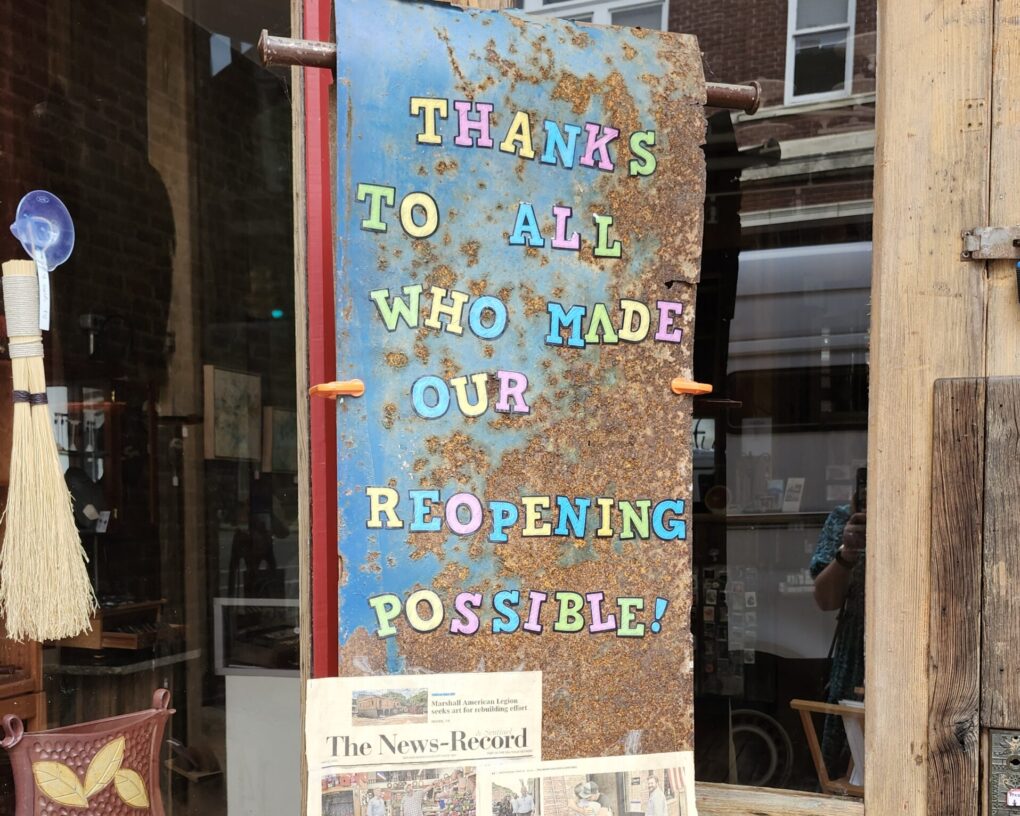 THANKS
TO ALL
WHO MADE
OUR
REOPENING
POSSIBLE!
Marshall American Legion
seeks art for rebuilding effort
The News-Record
& Sentinel